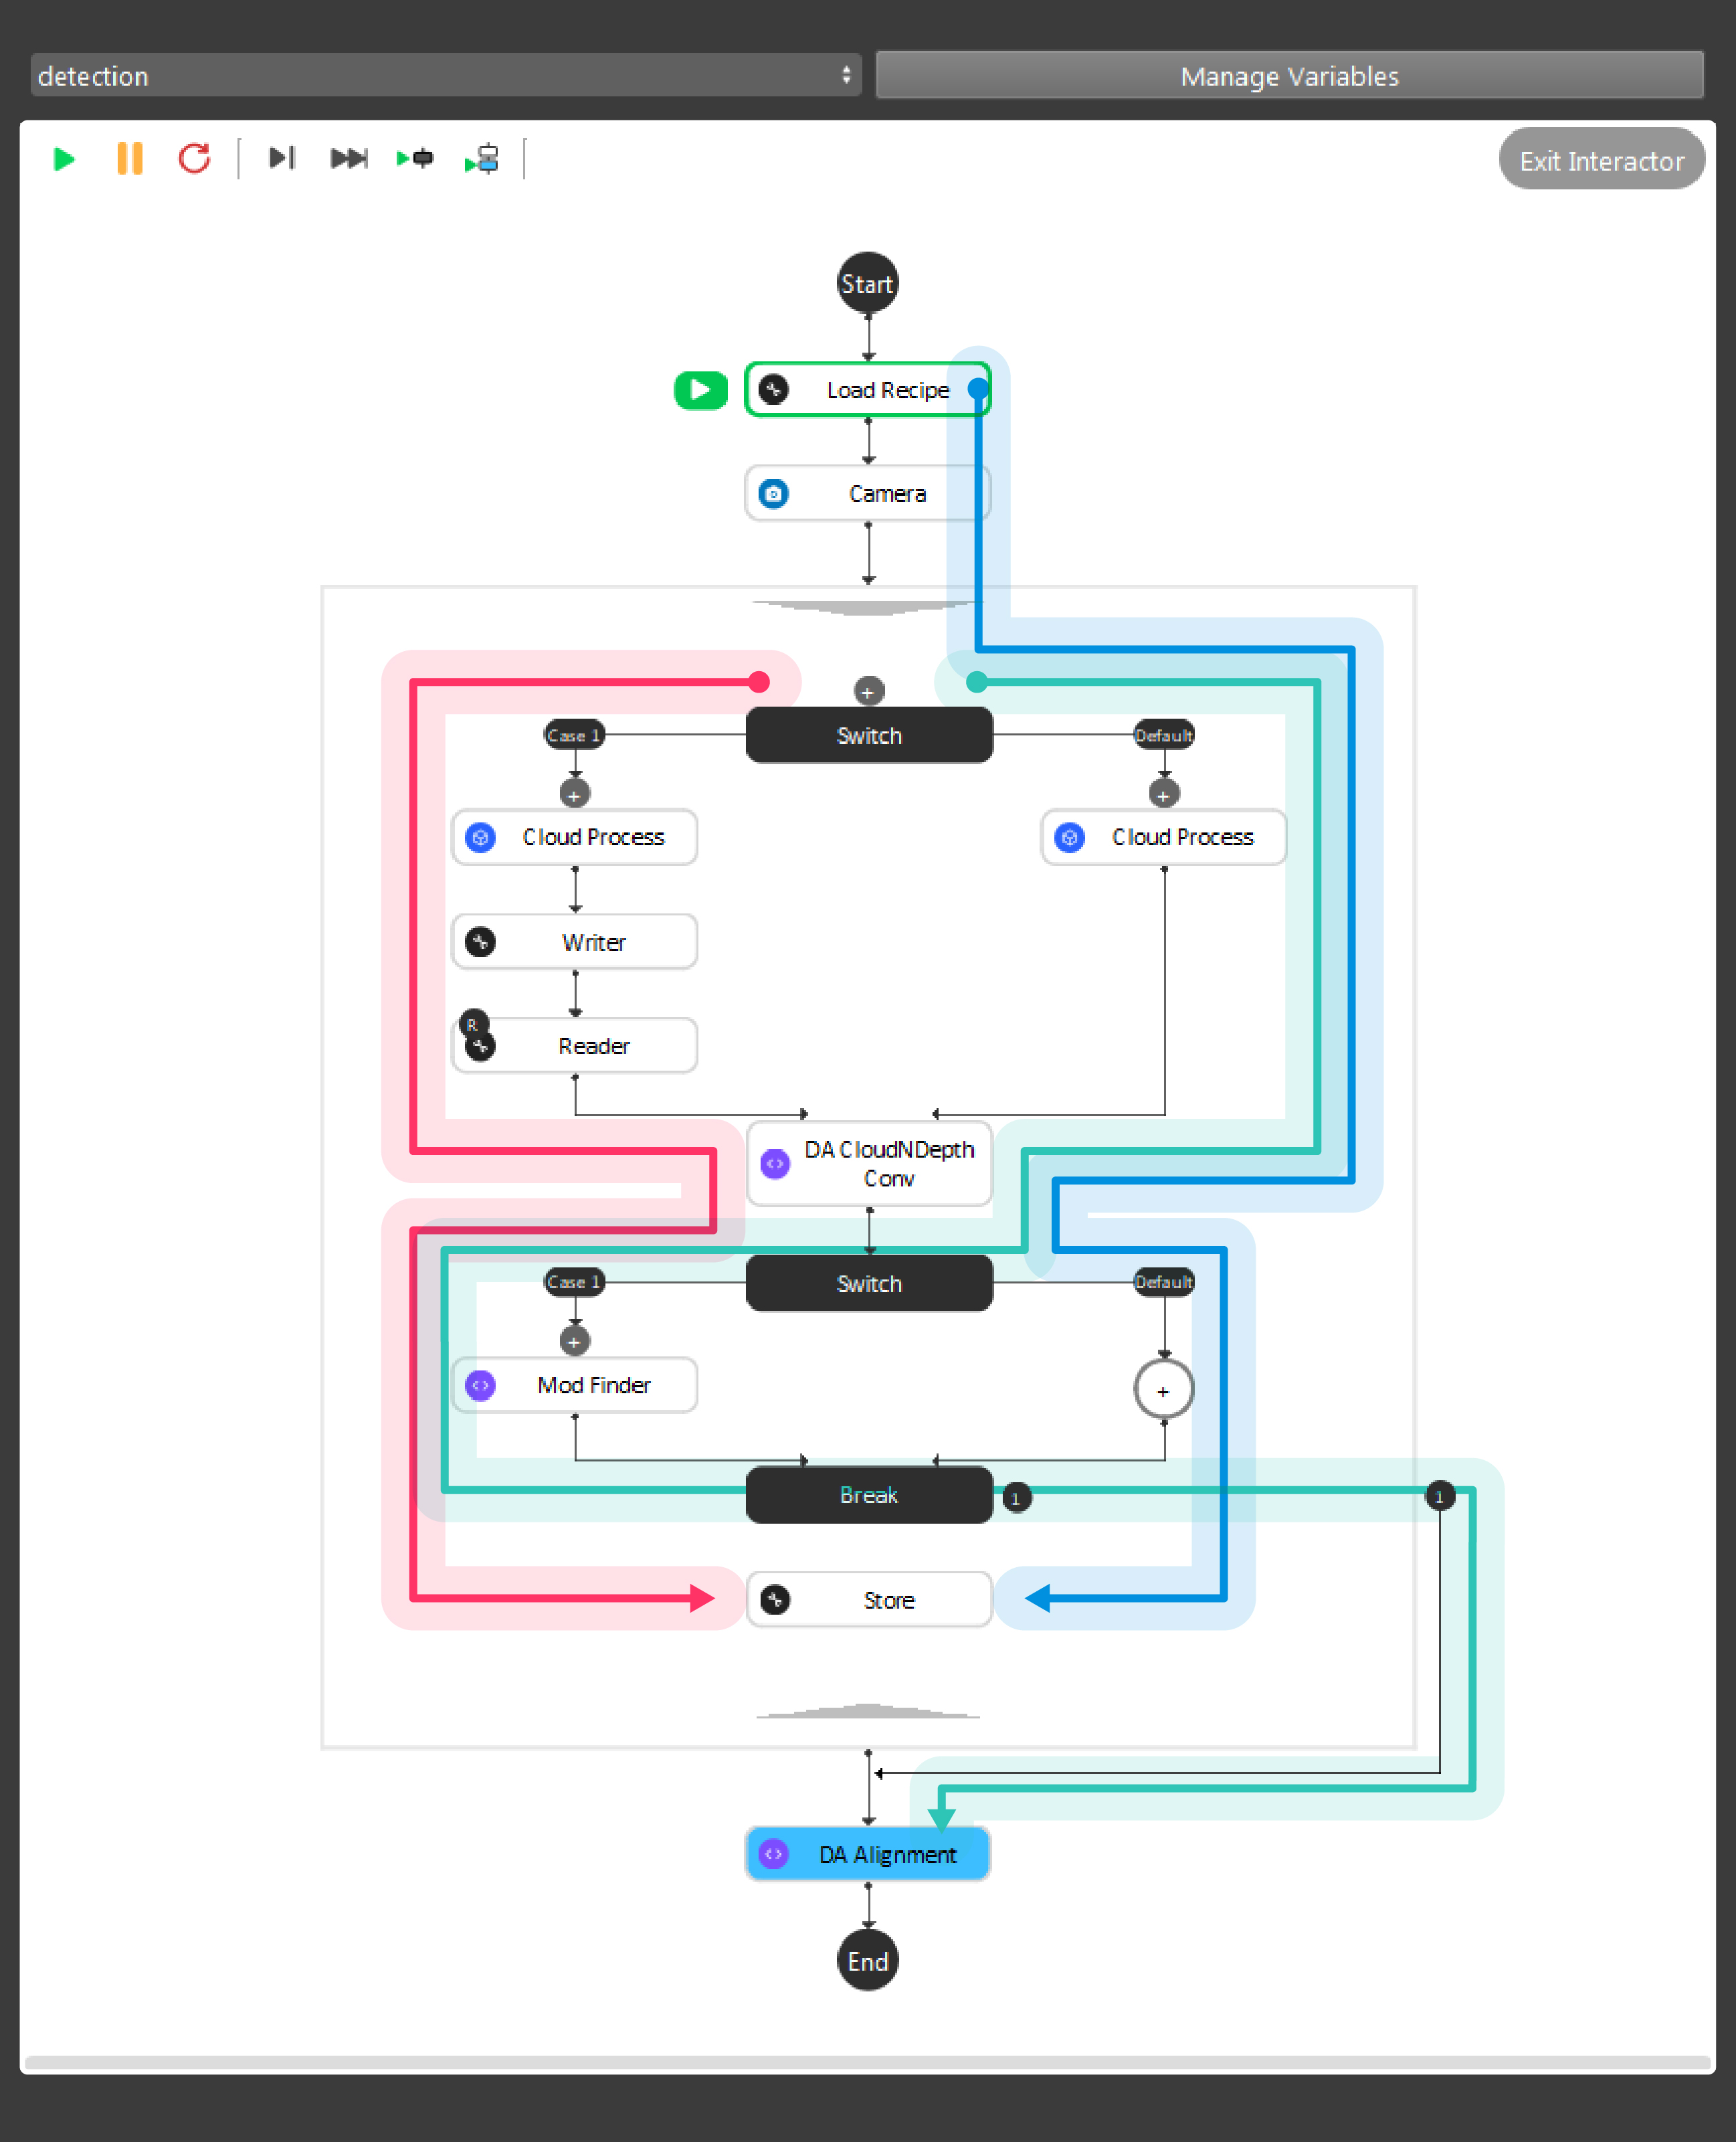 detection
Manage Variables
Exit Interactor
Start
Load Recipe
Camera
+
Switch
Case 1
Default
+
+
Cloud Process
Cloud Process
Writer
R
Reader
DA CloudNDepth
Conv
Switch
Case 1
Default
+
Mod Finder
+
Break
1
1
Store
DA Alignment
End